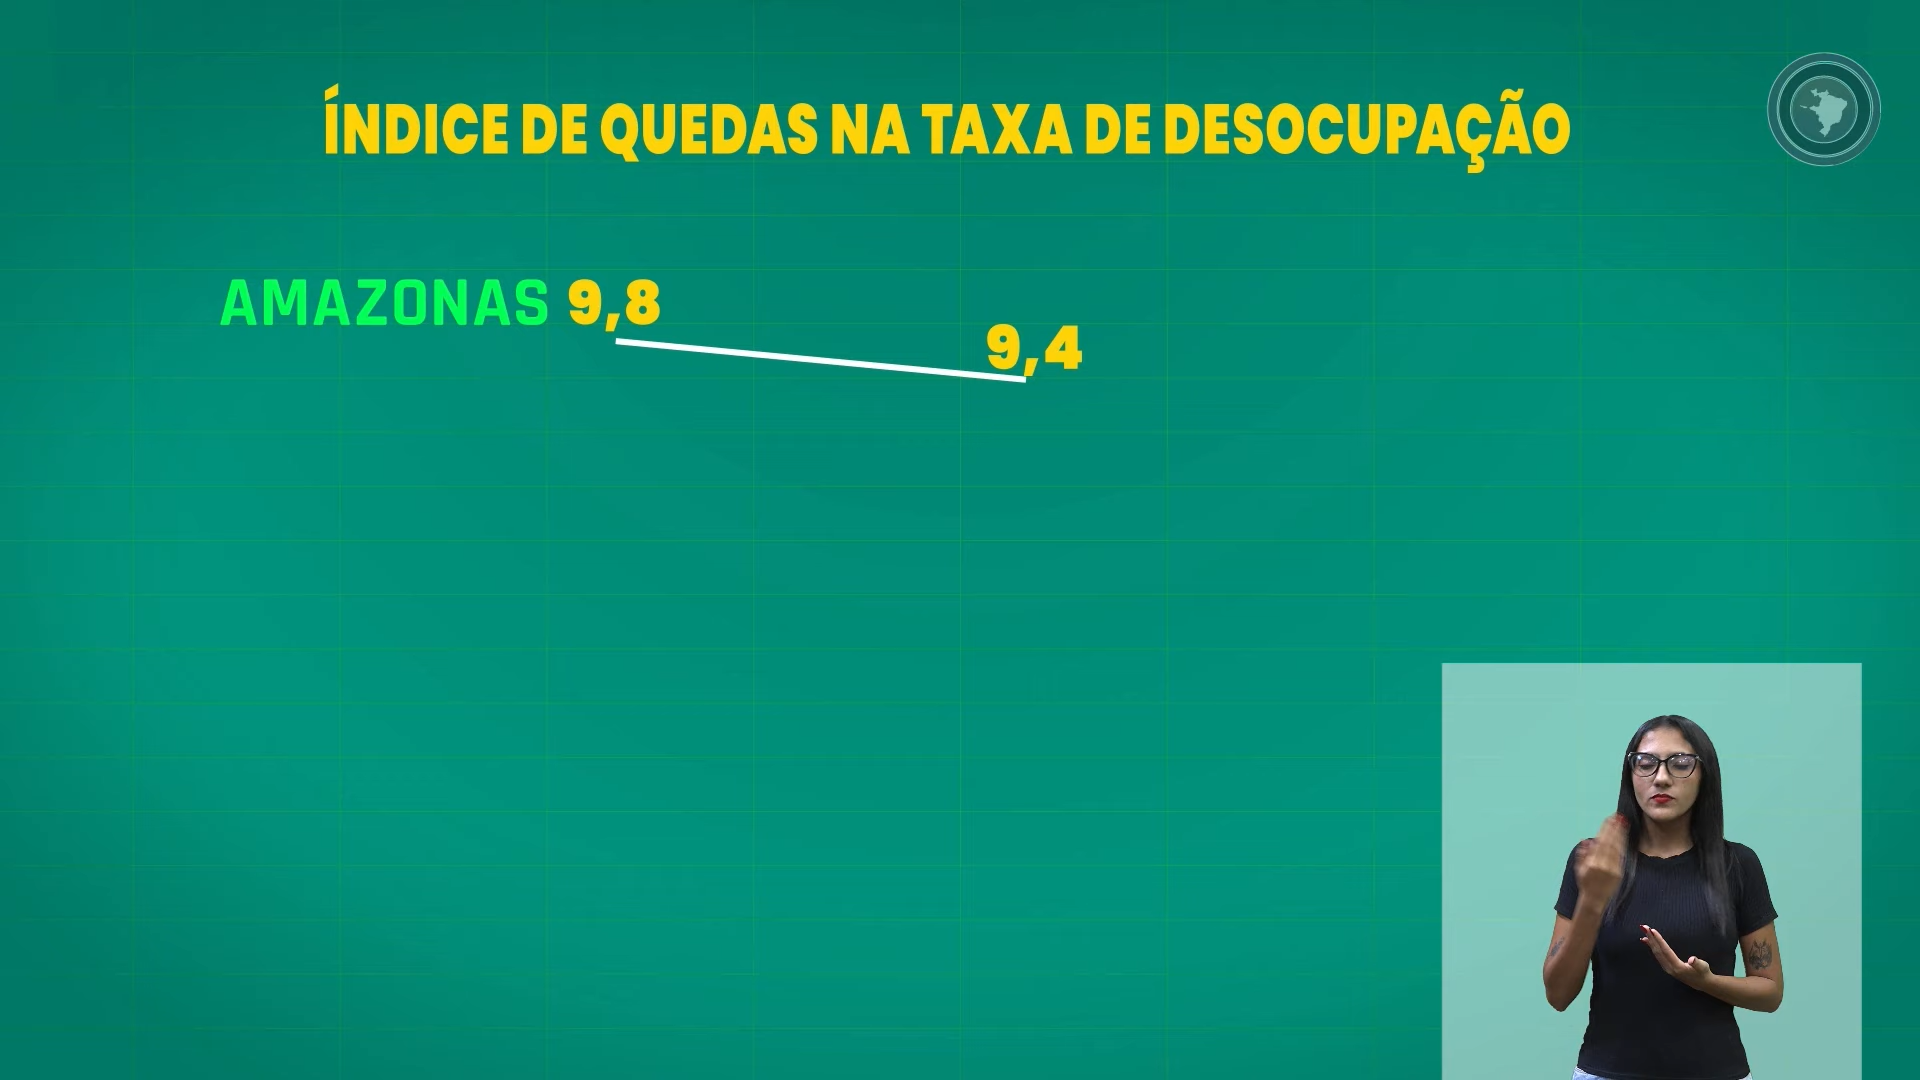 ÍNDICE DE QUEDAS NA TAXA DE DESOCUPAÇÃO
AMAZONAS 9,8
9,4